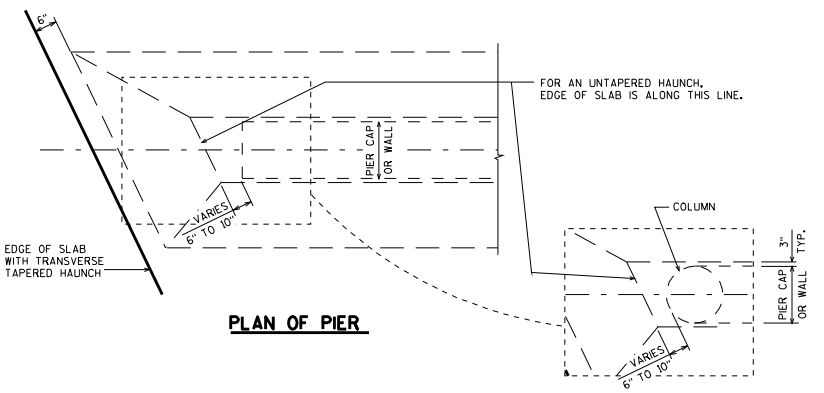 6"
FOR AN UNTAPERED HAUNCH,
EDGE OF SLAB IS ALONG THIS LINE.
PIER CAP
OR WALL
VARIES
6" TO 10"
EDGE OF SLAB
WITH TRANSVERSE
TAPERED HAUNCH
PLAN OF PIER
COLUMN
3" TYP.
PIER CAP
OR WALL
VARIES
6" TO 10"